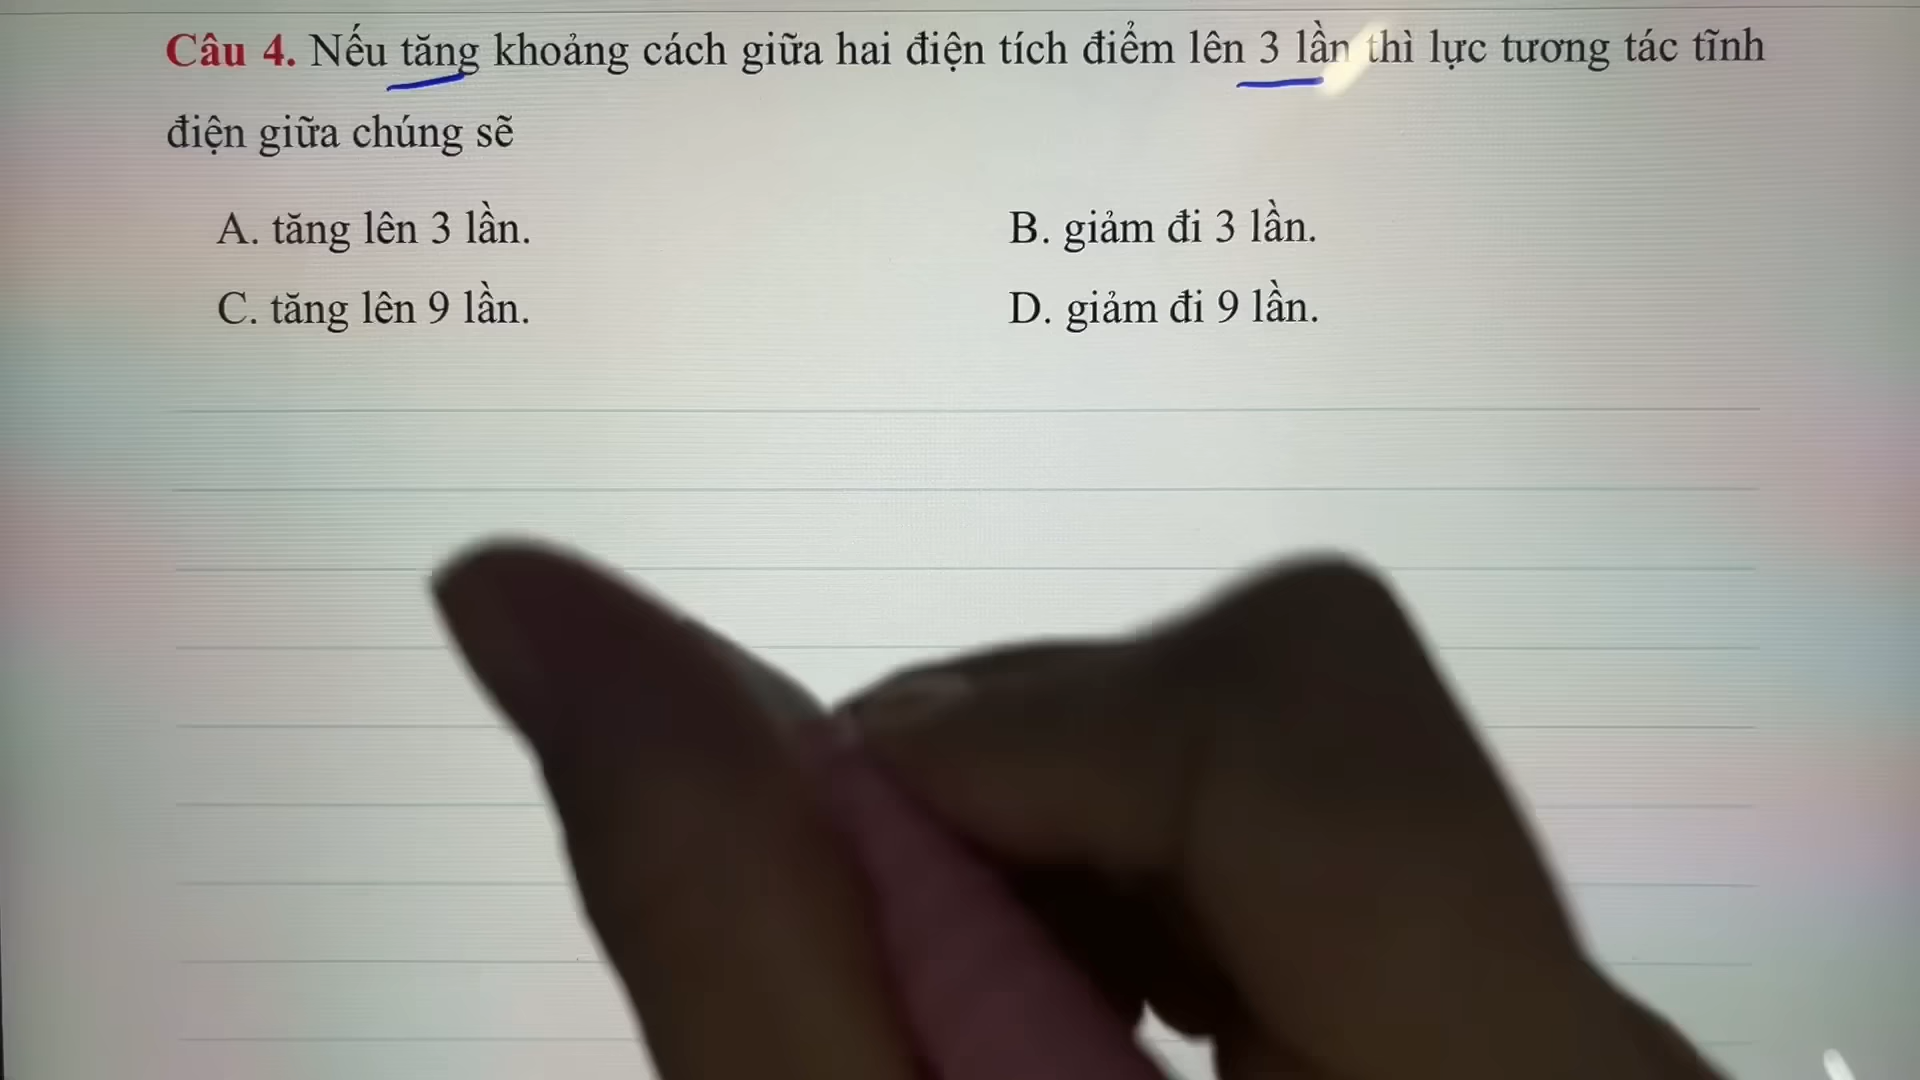 Câu 4. Nếu tăng khoảng cách giữa hai điện tích điểm lên 3 lần thì lực tương tác tĩnh
điện giữa chúng sẽ
A. tăng lên 3 lần.
B. giảm đi 3 lần.
C. tăng lên 9 lần.
D. giảm đi 9 lần.